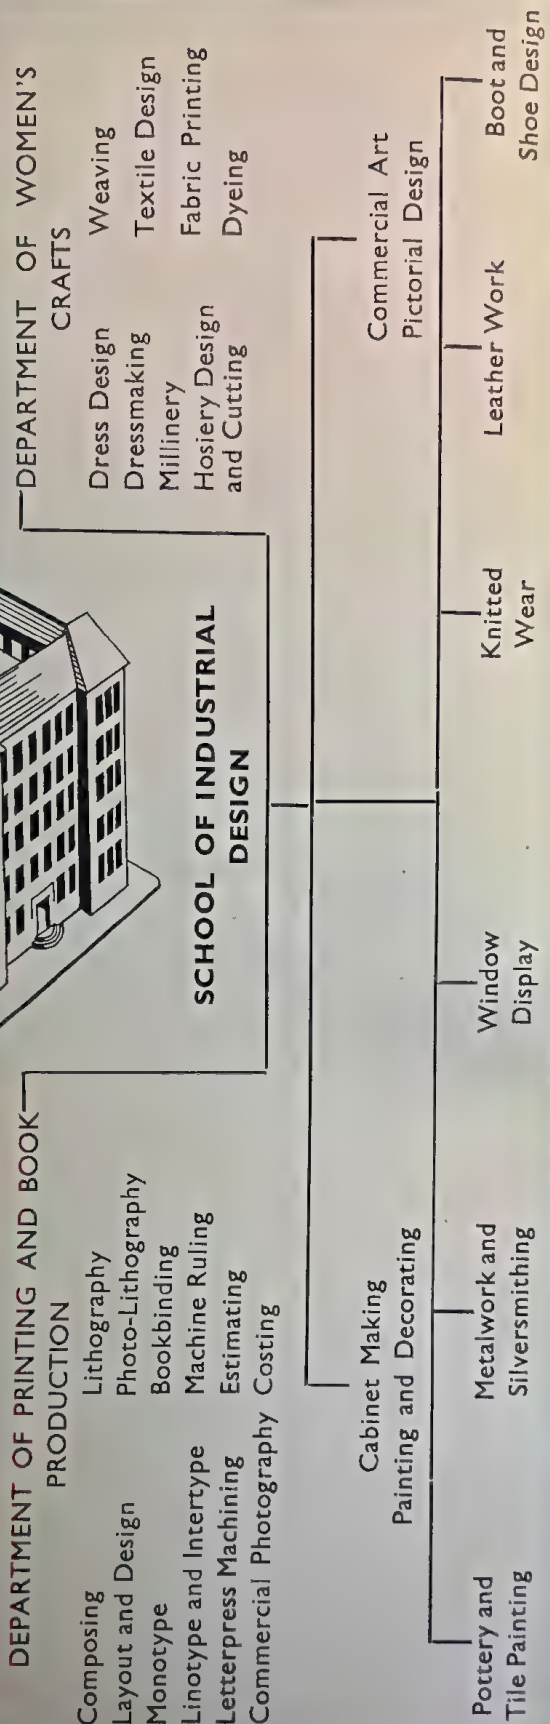 DEPARTMENT OF PRINTING AND BOOK
PRODUCTION
Composing
Layout and Design
Monotype
Linotype and Intertype
Letterpress Machining
Commercial Photography
Lithography
Photo-Lithography
Bookbinding
Machine Ruling
Estimating
Costing
SCHOOL OF INDUSTRIAL
DESIGN
DEPARTMENT OF WOMEN'S
CRAFTS
Dress Design
Dressmaking
Millinery
Hosiery Design
and Cutting
Weaving
Textile Design
Fabric Printing
Dyeing
Cabinet Making
Painting and Decorating
Commercial Art
Pictorial Design
Pottery and
Tile Painting
Metalwork and
Silversmithing
Window
Display
Knitted
Wear
Leather Work
Boot and
Shoe Design